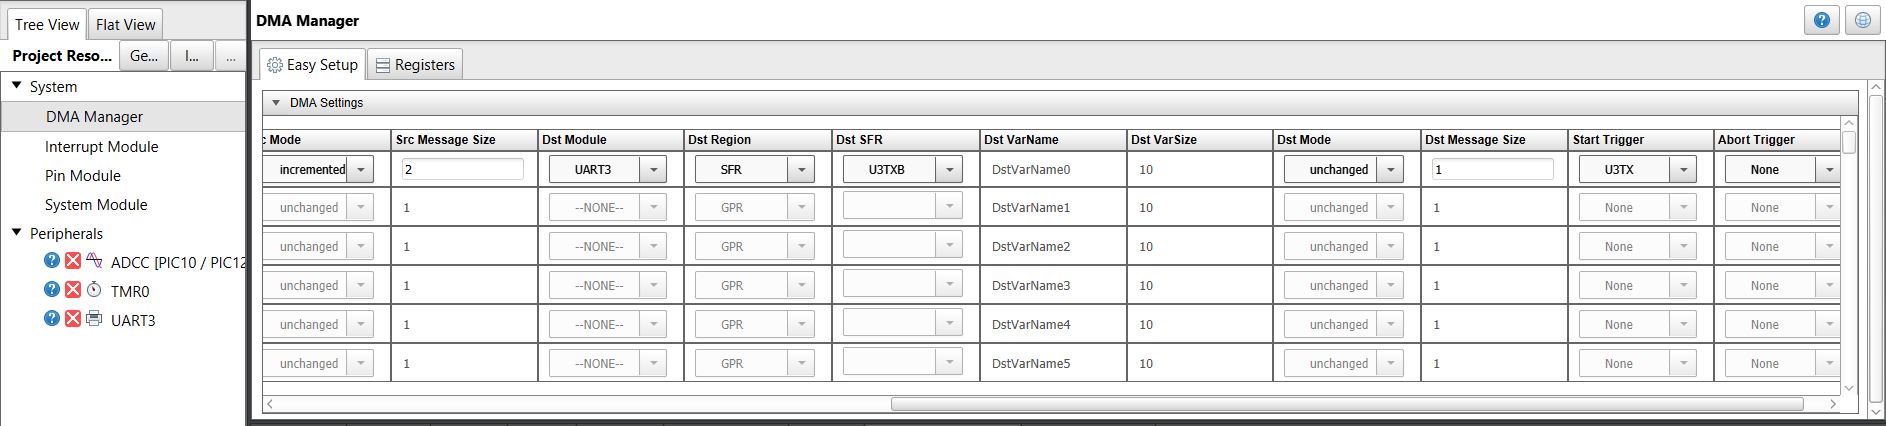 Tree View Flat View
Project Reso... Ge... I... ...
System
DMA Manager
Interrupt Module
Pin Module
System Module
Peripherals
? ADCC [PIC10 / PIC12
? TMR0
? UART3
DMA Manager ?
Easy Setup Registers
DMA Settings
c Mode Src Message Size Dst Module Dst Region Dst SFR Dst VarName Dst VarSize Dst Mode Dst Message Size Start Trigger Abort Trigger
incremented 2 UART3 SFR U3TXB DstVarName0 10 unchanged 1 U3TX None
unchanged 1 --NONE-- GPR DstVarName1 10 unchanged 1 None None
unchanged 1 --NONE-- GPR DstVarName2 10 unchanged 1 None None
unchanged 1 --NONE-- GPR DstVarName3 10 unchanged 1 None None
unchanged 1 --NONE-- GPR DstVarName4 10 unchanged 1 None None
unchanged 1 --NONE-- GPR DstVarName5 10 unchanged 1 None None